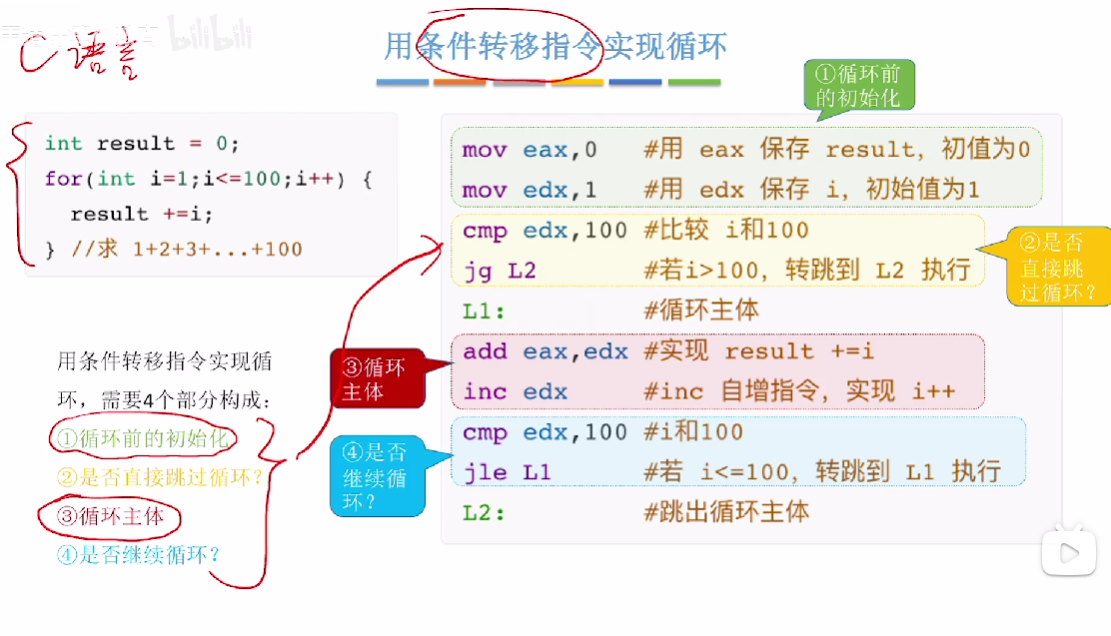 bilibili
C语言
用条件转移指令实现循环
int result = 0;
for(int i=1;i<=100;i++) {
result +=i;
} //求 1+2+3+...+100
用条件转移指令实现循
环，需要4个部分构成：
①循环前的初始化
②是否直接跳过循环？
③循环主体
④是否继续循环？
①循环前
的初始化
mov eax,0 #用 eax 保存 result，初值为0
mov edx,1 #用 edx 保存 i，初始值为1
cmp edx,100 #比较 i和100
jg L2 #若i>100，转跳到 L2 执行
②是否
直接跳
过循环？
L1: #循环主体
③循环
主体
add eax,edx #实现 result +=i
inc edx #inc 自增指令，实现 i++
④是否
继续循
环？
cmp edx,100 #i和100
jle L1 #若 i<=100，转跳到 L1 执行
L2: #跳出循环主体